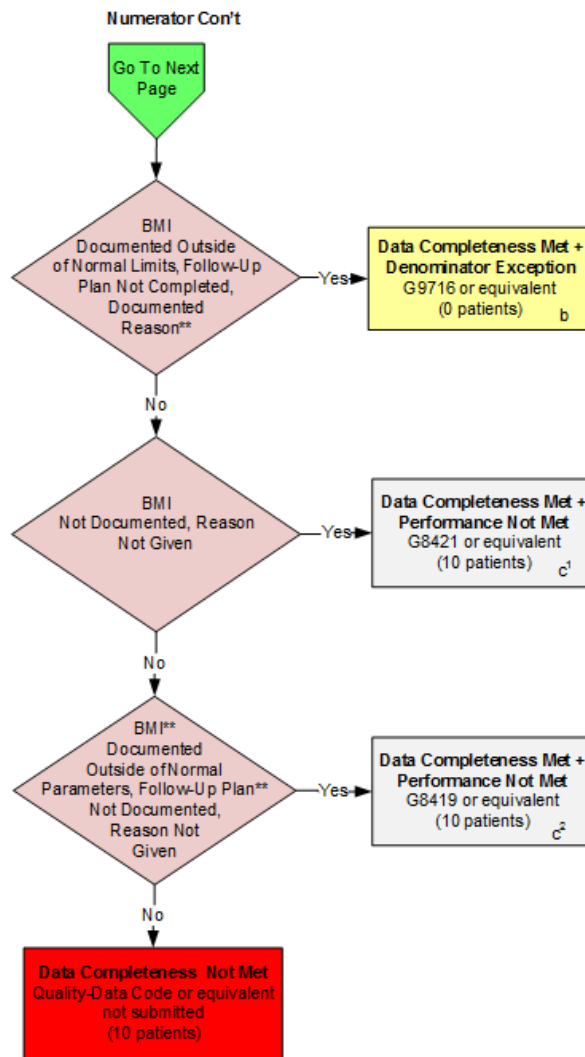 Numerator Con't
Go To Next
Page
BMI
Documented Outside
of Normal Limits, Follow-Up
Plan Not Completed,
Documented
Reason**
Yes
Data Completeness Met +
Denominator Exception
G9716 or equivalent
(0 patients)
b
No
BMI
Not Documented, Reason
Not Given
Yes
Data Completeness Met +
Performance Not Met
G8421 or equivalent
(10 patients)
c¹
No
BMI**
Documented
Outside of Normal
Parameters, Follow-Up Plan**
Not Documented,
Reason Not
Given
Yes
Data Completeness Met +
Performance Not Met
G8419 or equivalent
(10 patients)
c²
No
Data Completeness Not Met
Quality-Data Code or equivalent
not submitted
(10 patients)